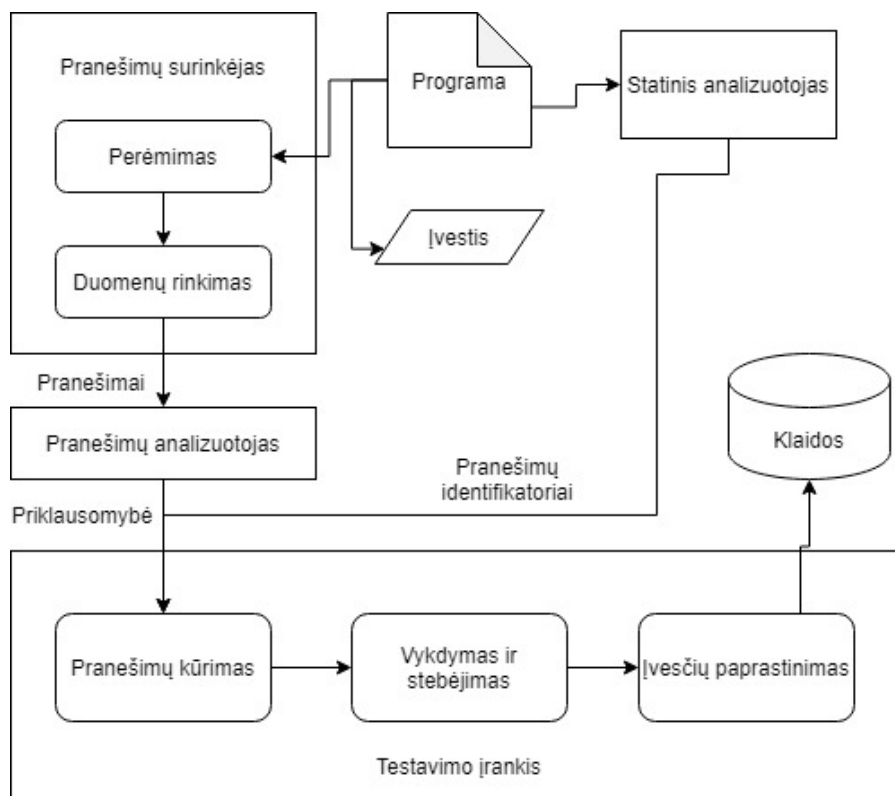 Pranešimų surinkėjas
Programa
Statinis analizuotojas
Perėmimas
Įvestis
Duomenų rinkimas
Pranešimai
Pranešimų analizuotojas
Klaidos
Pranešimų
identifikatoriai
Priklausomybė
Pranešimų kūrimas
Vykdymas ir
stebėjimas
Įvesčių paprastinimas
Testavimo įrankis